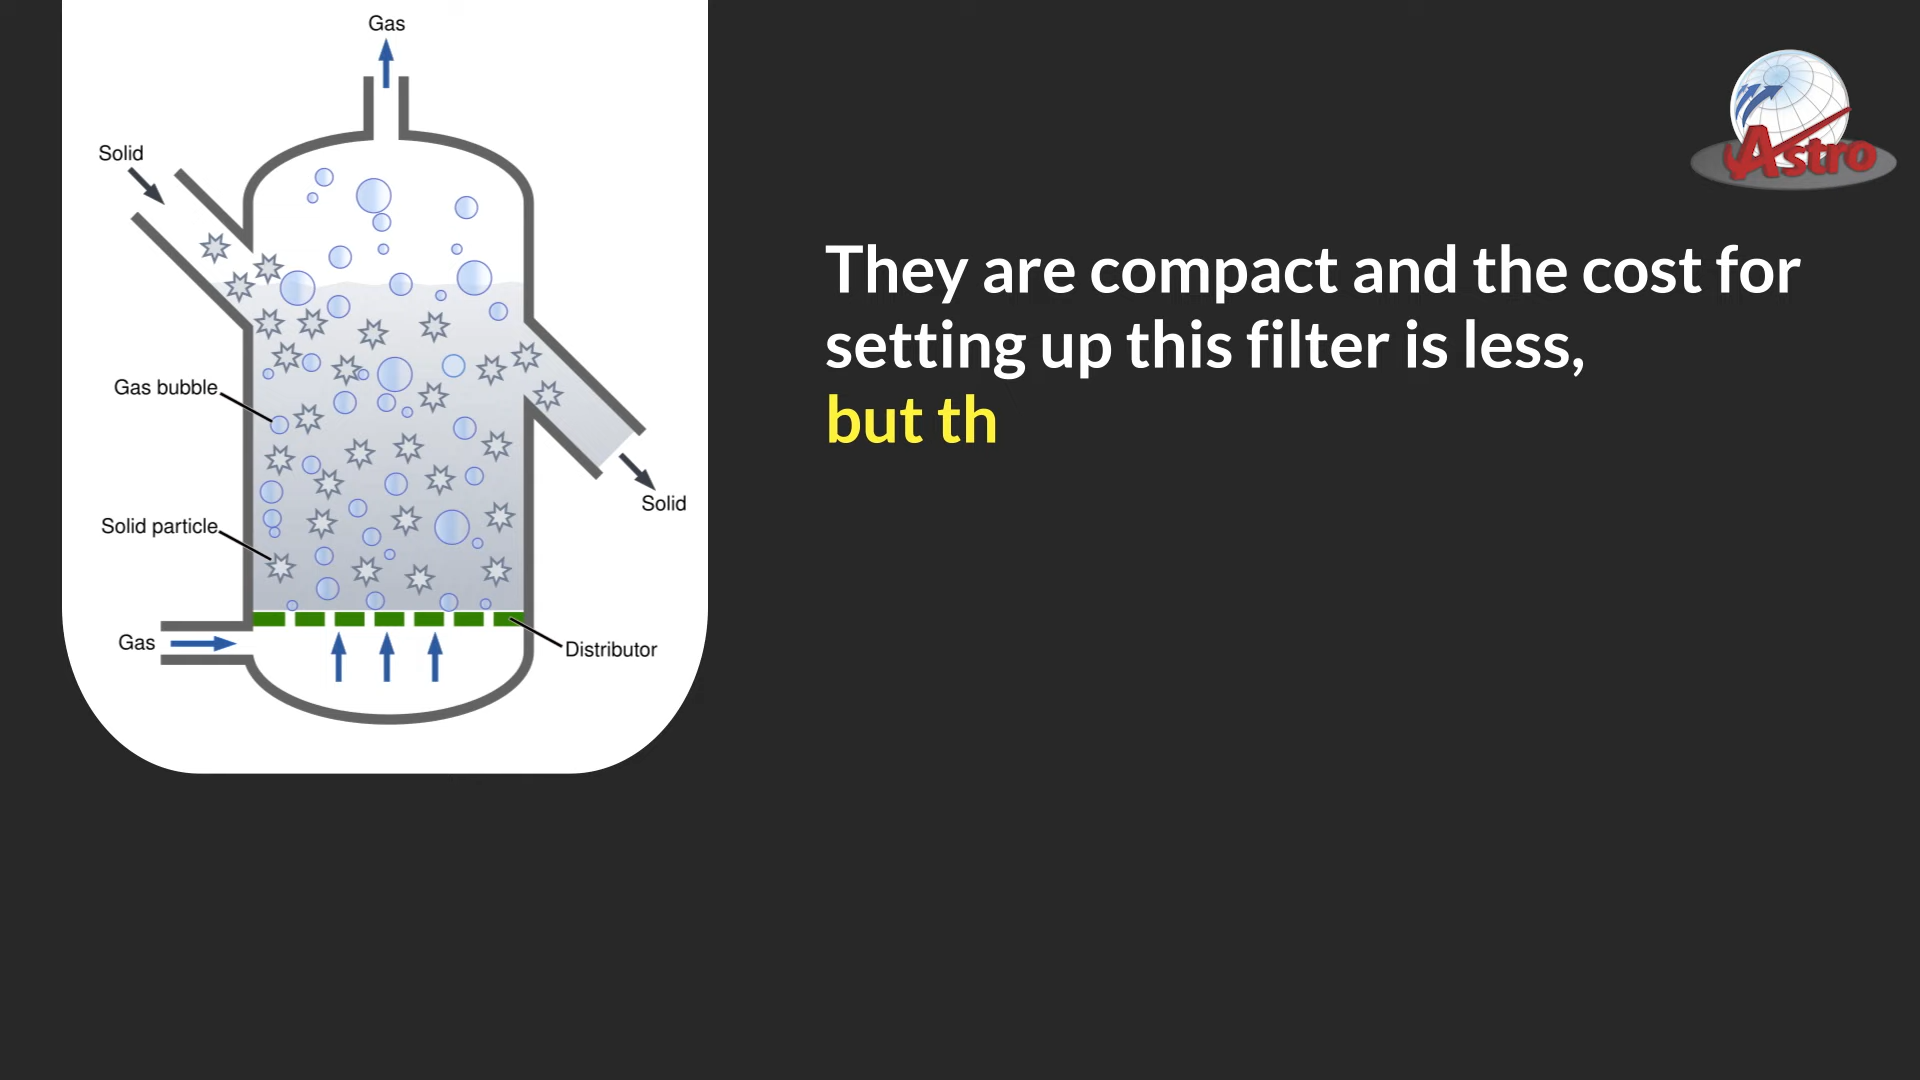 Gas
Solid
Gas bubble
Solid particle
Gas
Distributor
Solid
Astro
They are compact and the cost for
setting up this filter is less,
but th